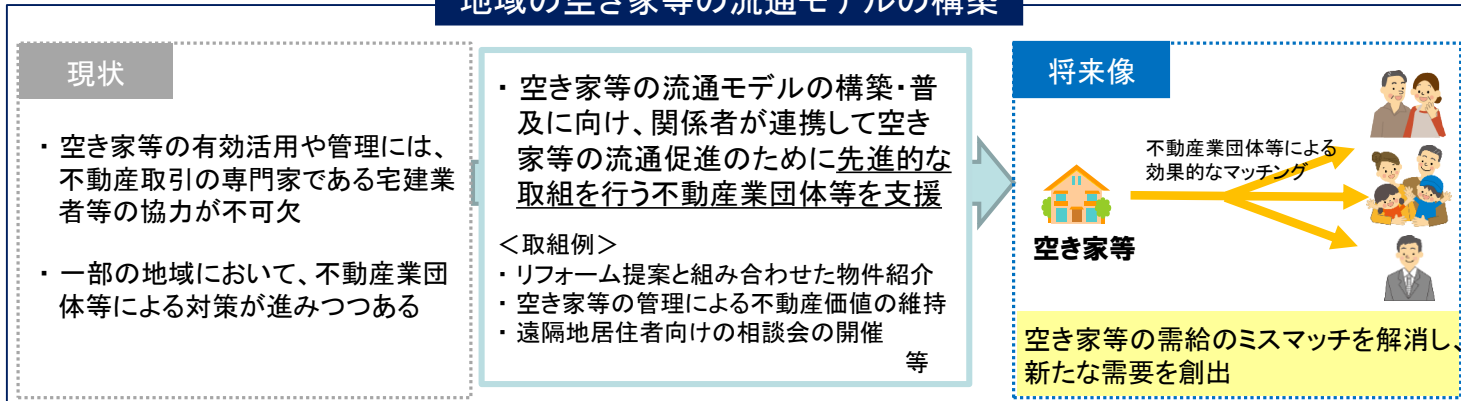 地域の空き家等の流通モデルの構築
現状
・ 空き家等の有効活用や管理には、
不動産取引の専門家である宅建業
者等の協力が不可欠
・ 一部の地域において、不動産業団
体等による対策が進みつつある
・ 空き家等の流通モデルの構築・普
及に向け、関係者が連携して空き
家等の流通促進のために先進的な
取組を行う不動産業団体等を支援
＜取組例＞
・ リフォーム提案と組み合わせた物件紹介
・ 空き家等の管理による不動産価値の維持
・ 遠隔地居住者向けの相談会の開催
等
将来像
不動産業団体等による
効果的なマッチング
空き家等
空き家等の需給のミスマッチを解消し、
新たな需要を創出